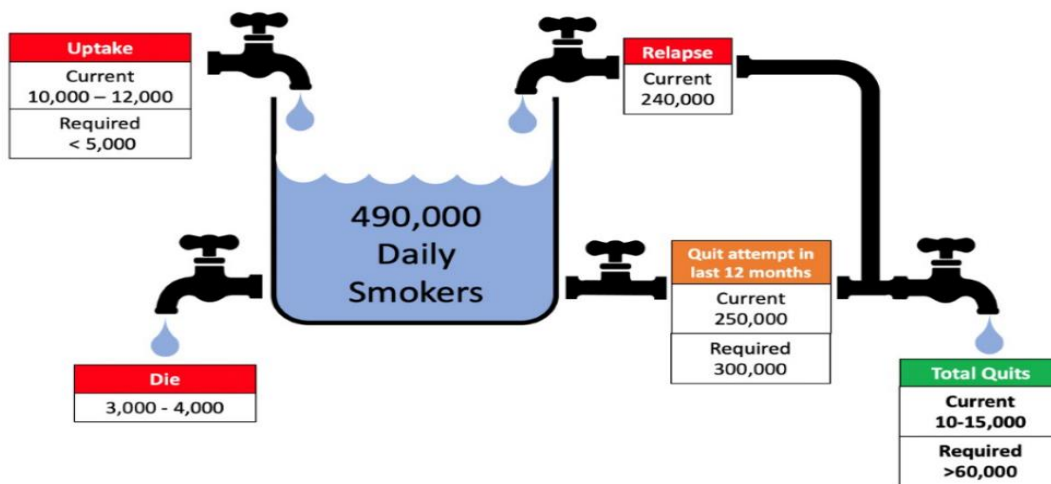 Uptake
Current
10,000 – 12,000
Required
< 5,000
Relapse
Current
240,000
490,000
Daily
Smokers
Quit attempt in
last 12 months
Current
250,000
Required
300,000
Die
3,000 - 4,000
Total Quits
Current
10-15,000
Required
>60,000